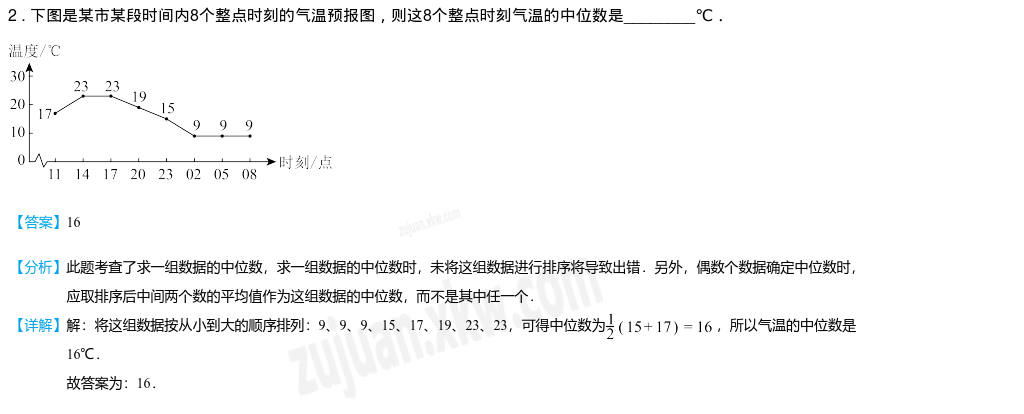 2．下图是某市某段时间内8个整点时刻的气温预报图，则这8个整点时刻气温的中位数是_________℃．
温度/℃
30
20
10
0
17
23
23
19
15
9
9
9
11 14 17 20 23 02 05 08
时刻/点
【答案】16
zujuan.xkw.com
【分析】此题考查了求一组数据的中位数，求一组数据的中位数时，未将这组数据进行排序将导致出错．另外，偶数个数据确定中位数时，
应取排序后中间两个数的平均值作为这组数据的中位数，而不是其中任一个．
【详解】解：将这组数据按从小到大的顺序排列：9、9、9、15、17、19、23、23，可得中位数为1/2(15+17)=16，所以气温的中位数是
16℃．
故答案为：16．
zujuan.xkw.com